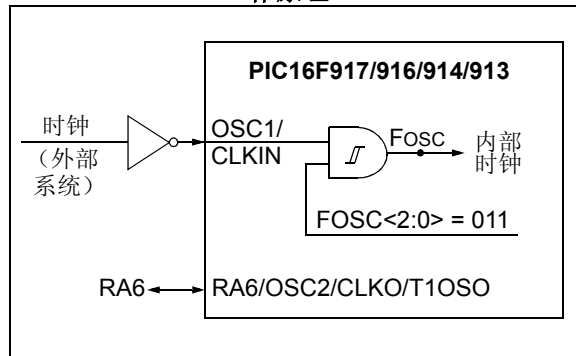 PIC16F917/916/914/913
时钟
（外部
系统）
OSC1/
CLKIN
FOSC
内部
时钟
FOSC<2:0> = 011
RA6
RA6/OSC2/CLKO/T1OSO